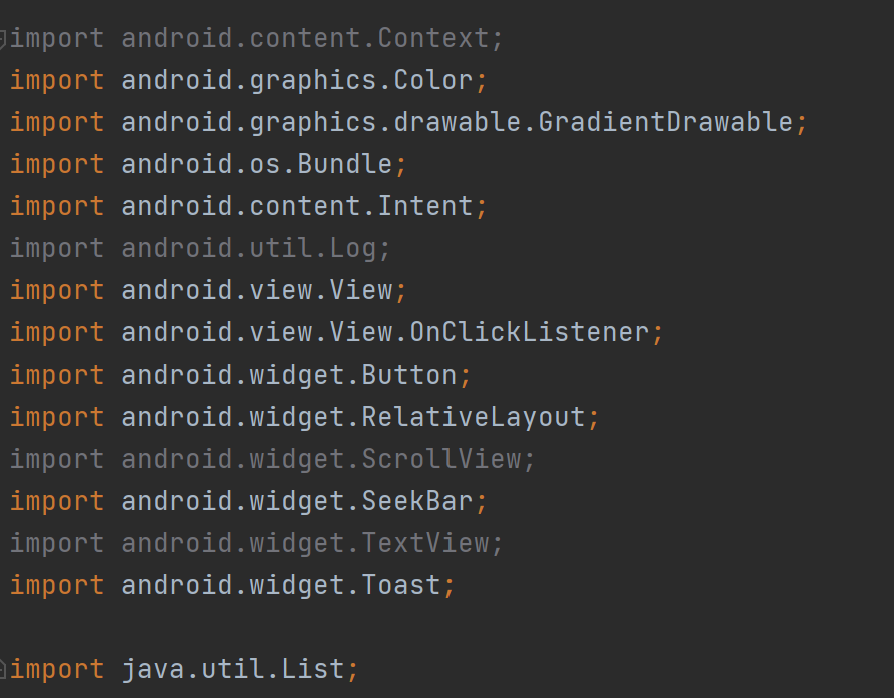 import android.content.Context;
import android.graphics.Color;
import android.graphics.drawable.GradientDrawable;
import android.os.Bundle;
import android.content.Intent;
import android.util.Log;
import android.view.View;
import android.view.View.OnClickListener;
import android.widget.Button;
import android.widget.RelativeLayout;
import android.widget.ScrollView;
import android.widget.SeekBar;
import android.widget.TextView;
import android.widget.Toast;
import java.util.List;